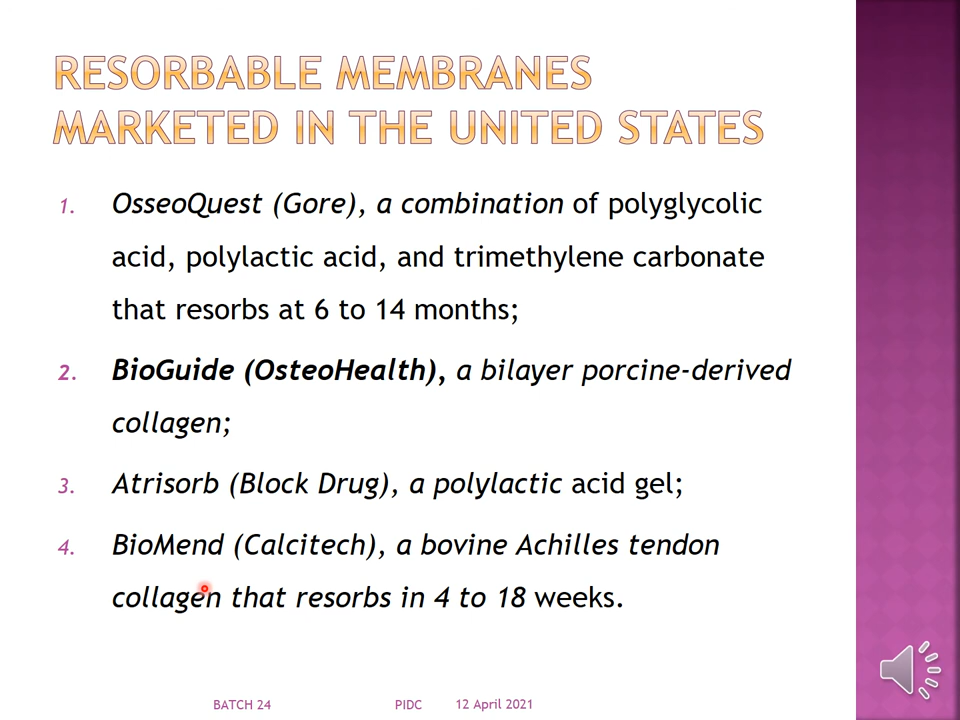 RESORBABLE MEMBRANES
MARKETED IN THE UNITED STATES
1. OsseoQuest (Gore), a combination of polyglycolic
acid, polylactic acid, and trimethylene carbonate
that resorbs at 6 to 14 months;
2. BioGuide (OsteoHealth), a bilayer porcine-derived
collagen;
3. Atrisorb (Block Drug), a polylactic acid gel;
4. BioMend (Calcitech), a bovine Achilles tendon
collagen that resorbs in 4 to 18 weeks.
BATCH 24 PIDC 12 April 2021